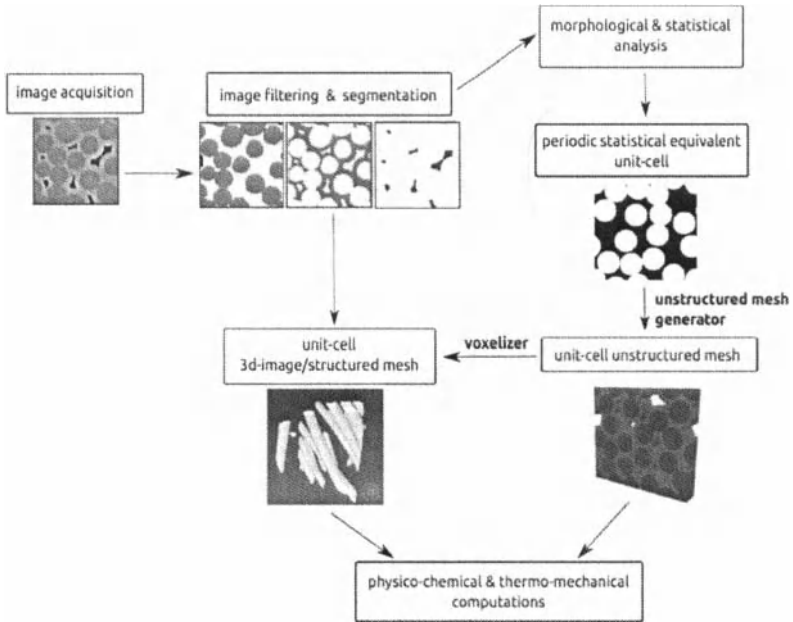 morphological & statistical
analysis
image acquisition
image filtering & segmentation
periodic statistical equivalent
unit-cell
unstructured mesh
generator
unit-cell
3d-image/structured mesh
voxelizer
unit-cell unstructured mesh
physico-chemical & thermo-mechanical
computations